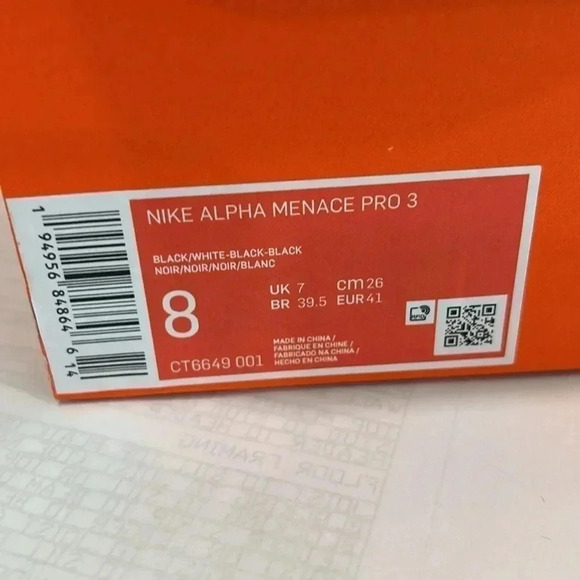 NIKE ALPHA MENACE PRO 3
BLACK/WHITE-BLACK-BLACK
NOIR/NOIR/NOIR/BLANC
8
UK 7 cm 26
BR 39.5 EUR 41
CT6649 001
MADE IN CHINA /
FABRIQUE EN CHINE /
FABRICADO NA CHINA /
HECHO EN CHINA
1 94956 84864 6 14
FLOOR FRAMING